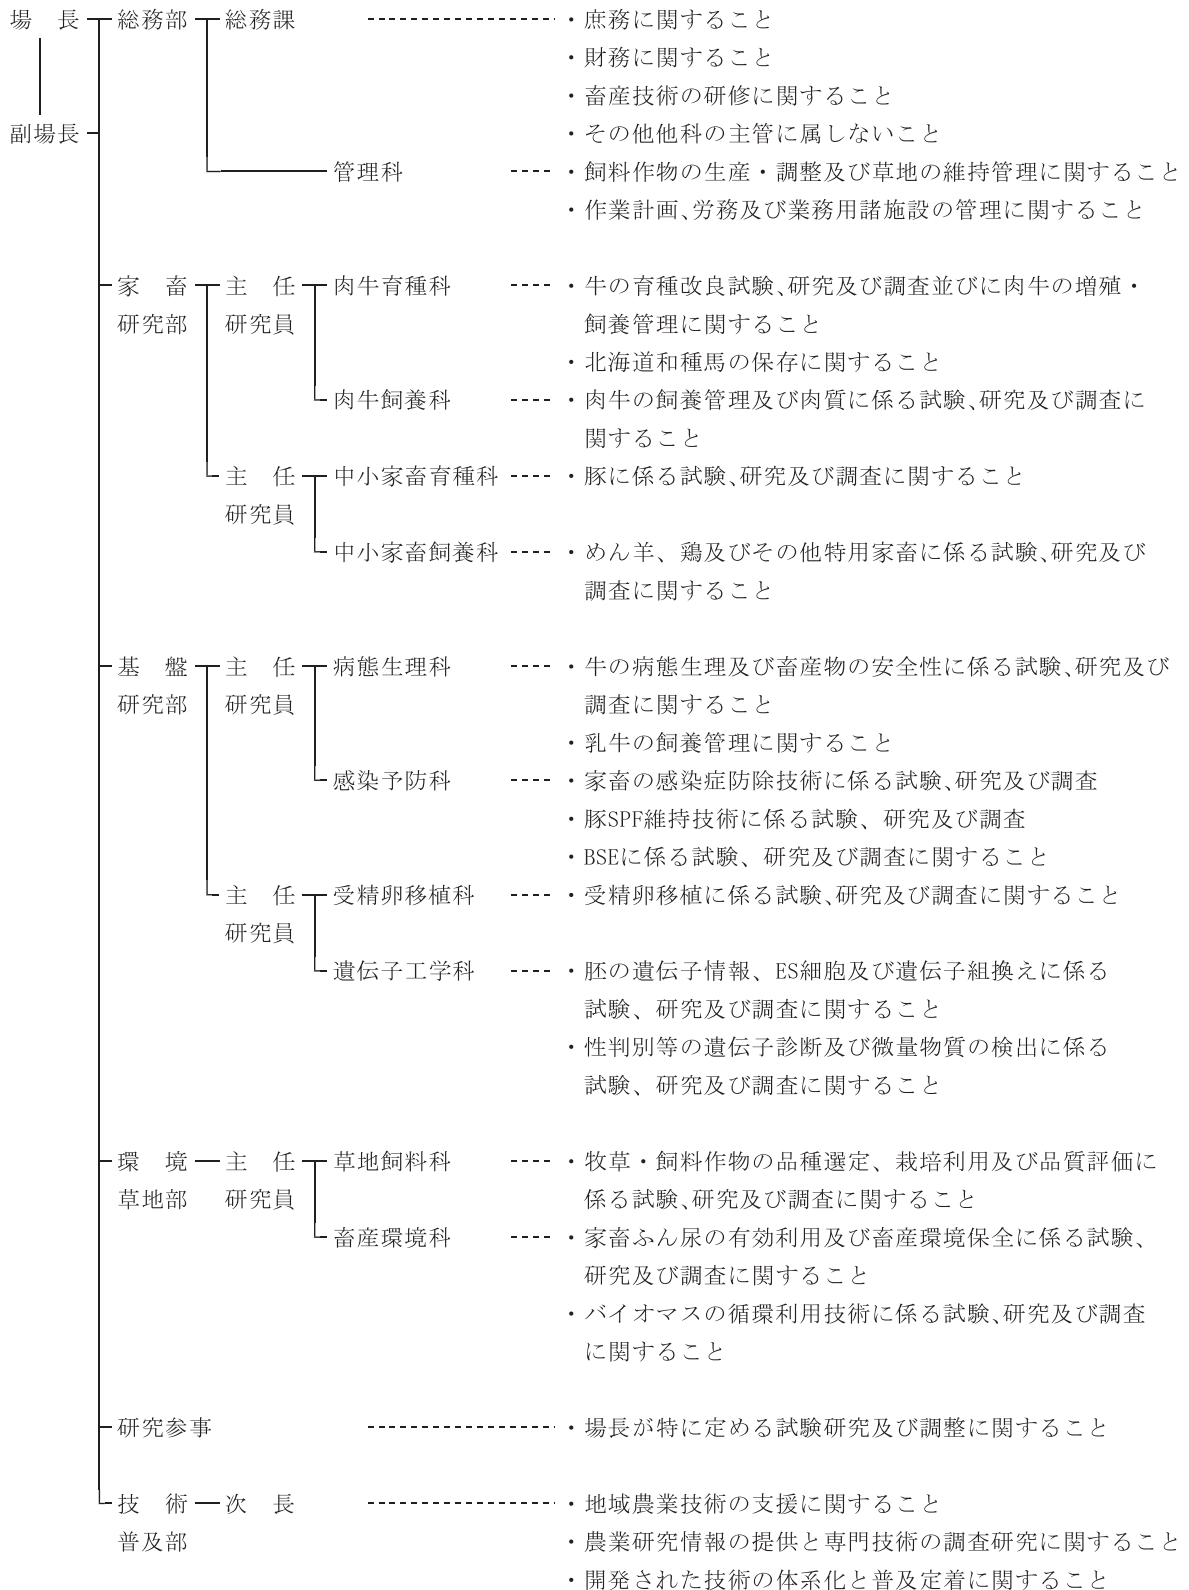 場　長　総務部　総務課　・庶務に関すること
・財務に関すること
・畜産技術の研修に関すること
副場長　・その他他科の主管に属しないこと
管理科　・飼料作物の生産・調整及び草地の維持管理に関すること
・作業計画、労務及び業務用諸施設の管理に関すること
家　畜　主　任　肉牛育種科　・牛の育種改良試験、研究及び調査並びに肉牛の増殖・
研究部　研究員　飼養管理に関すること
・北海道和種馬の保存に関すること
肉牛飼養科　・肉牛の飼養管理及び肉質に係る試験、研究及び調査に
関すること
主　任　中小家畜育種科　・豚に係る試験、研究及び調査に関すること
研究員
中小家畜飼養科　・めん羊、鶏及びその他特用家畜に係る試験、研究及び
調査に関すること
基　盤　主　任　病態生理科　・牛の病態生理及び畜産物の安全性に係る試験、研究及び
研究部　研究員　調査に関すること
・乳牛の飼養管理に関すること
感染予防科　・家畜の感染症防除技術に係る試験、研究及び調査
・豚SPF維持技術に係る試験、研究及び調査
・BSEに係る試験、研究及び調査に関すること
主　任　受精卵移植科　・受精卵移植に係る試験、研究及び調査に関すること
研究員
遺伝子工学科　・胚の遺伝子情報、ES細胞及び遺伝子組換えに係る
試験、研究及び調査に関すること
・性判別等の遺伝子診断及び微量物質の検出に係る
試験、研究及び調査に関すること
環　境　主　任　草地飼料科　・牧草・飼料作物の品種選定、栽培利用及び品質評価に
草地部　研究員　係る試験、研究及び調査に関すること
畜産環境科　・家畜ふん尿の有効利用及び畜産環境保全に係る試験、
研究及び調査に関すること
・バイオマスの循環利用技術に係る試験、研究及び調査
に関すること
研究参事　・場長が特に定める試験研究及び調整に関すること
技　術　次　長　・地域農業技術の支援に関すること
普及部　・農業研究情報の提供と専門技術の調査研究に関すること
・開発された技術の体系化と普及定着に関すること